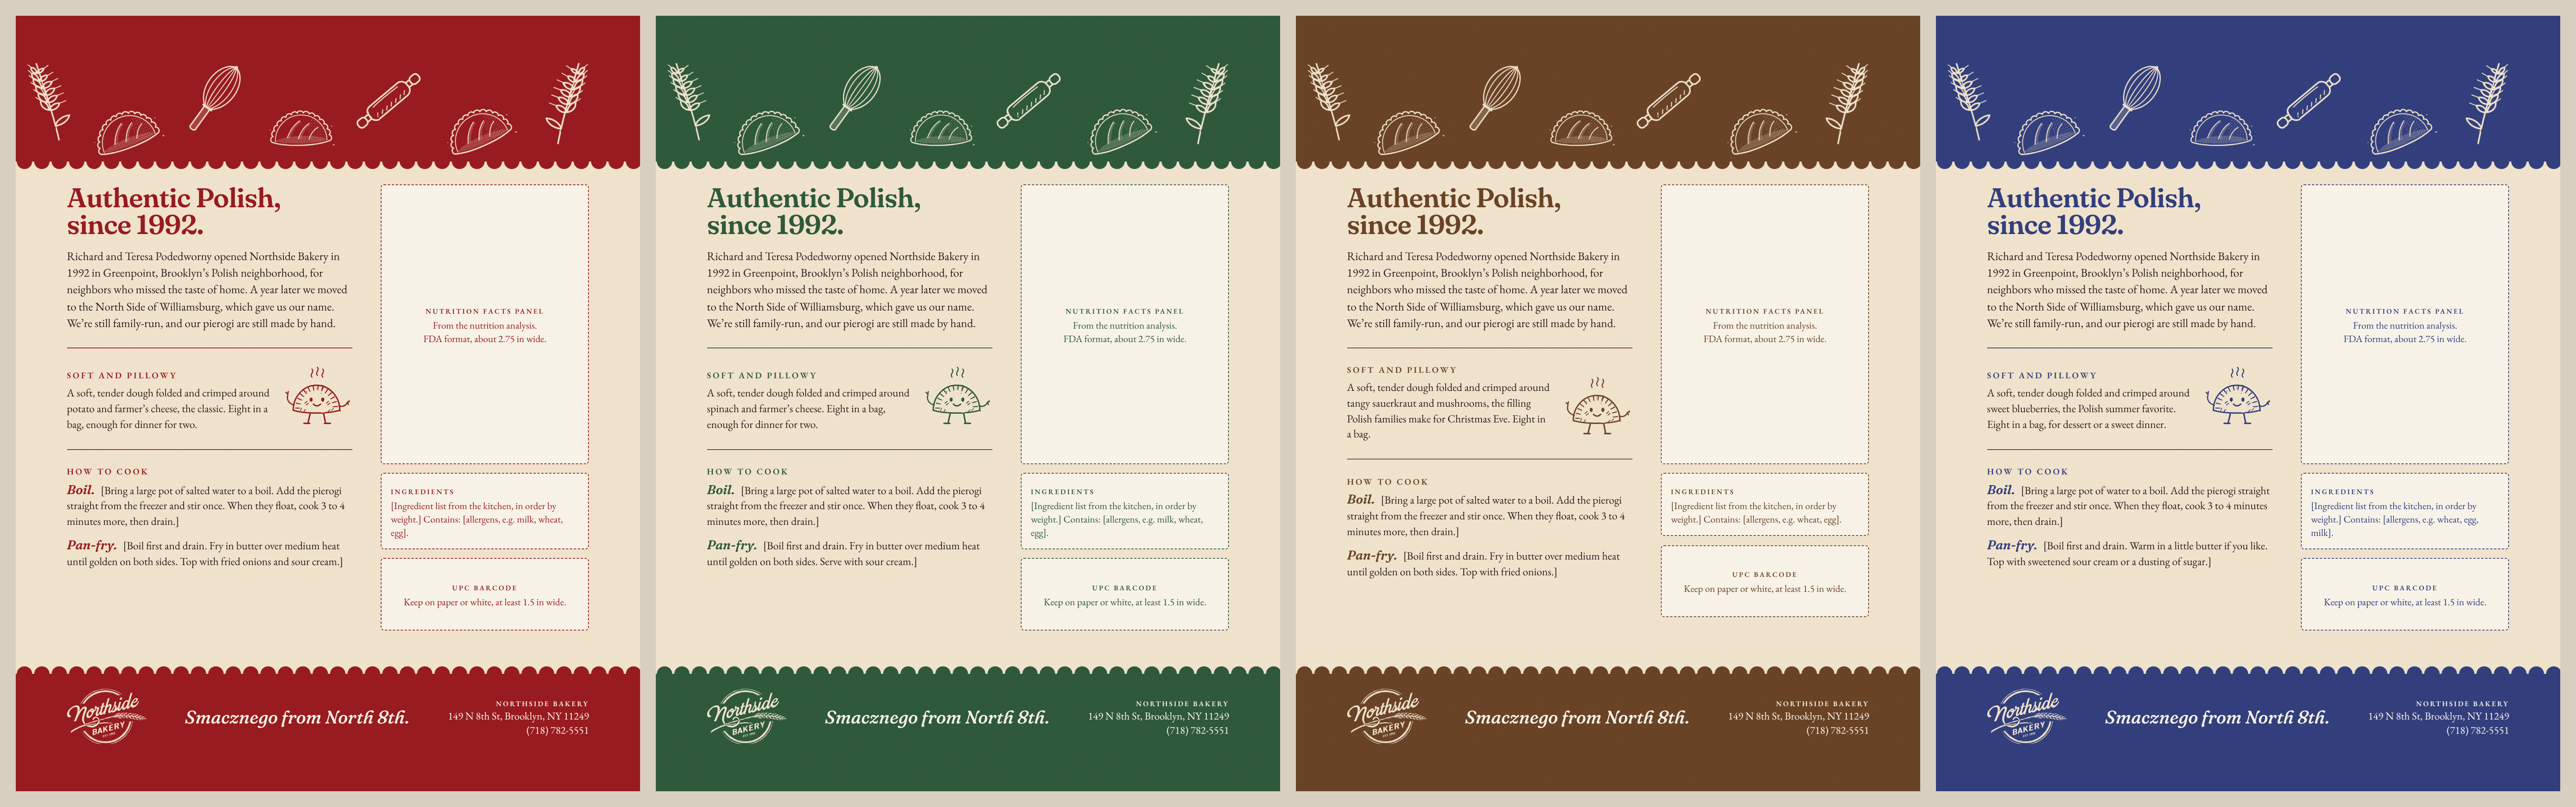 Authentic Polish,
since 1992.
Richard and Teresa Podedworny opened Northside Bakery in
1992 in Greenpoint, Brooklyn’s Polish neighborhood, for
neighbors who missed the taste of home. A year later we moved
to the North Side of Williamsburg, which gave us our name.
We’re still family-run, and our pierogi are still made by hand.
SOFT AND PILLOWY
A soft, tender dough folded and crimped around
potato and farmer’s cheese, the classic. Eight in a
bag, enough for dinner for two.
HOW TO COOK
Boil. [Bring a large pot of salted water to a boil. Add the pierogi
straight from the freezer and stir once. When they float, cook 3 to 4
minutes more, then drain.]
Pan-fry. [Boil first and drain. Fry in butter over medium heat
until golden on both sides. Top with fried onions and sour cream.]
NUTRITION FACTS PANEL
From the nutrition analysis.
FDA format, about 2.75 in wide.
INGREDIENTS
[Ingredient list from the kitchen, in order by
weight.] Contains: [allergens, e.g. milk, wheat,
egg].
UPC BARCODE
Keep on paper or white, at least 1.5 in wide.
Northside
BAKERY
EST. 1992
Smacznego from North 8th.
NORTHSIDE BAKERY
149 N 8th St, Brooklyn, NY 11249
(718) 782-5551
Authentic Polish,
since 1992.
Richard and Teresa Podedworny opened Northside Bakery in
1992 in Greenpoint, Brooklyn’s Polish neighborhood, for
neighbors who missed the taste of home. A year later we moved
to the North Side of Williamsburg, which gave us our name.
We’re still family-run, and our pierogi are still made by hand.
SOFT AND PILLOWY
A soft, tender dough folded and crimped around
spinach and farmer’s cheese. Eight in a bag,
enough for dinner for two.
HOW TO COOK
Boil. [Bring a large pot of salted water to a boil. Add the pierogi
straight from the freezer and stir once. When they float, cook 3 to 4
minutes more, then drain.]
Pan-fry. [Boil first and drain. Fry in butter over medium heat
until golden on both sides. Serve with sour cream.]
NUTRITION FACTS PANEL
From the nutrition analysis.
FDA format, about 2.75 in wide.
INGREDIENTS
[Ingredient list from the kitchen, in order by
weight.] Contains: [allergens, e.g. milk, wheat,
egg].
UPC BARCODE
Keep on paper or white, at least 1.5 in wide.
Northside
BAKERY
EST. 1992
Smacznego from North 8th.
NORTHSIDE BAKERY
149 N 8th St, Brooklyn, NY 11249
(718) 782-5551
Authentic Polish,
since 1992.
Richard and Teresa Podedworny opened Northside Bakery in
1992 in Greenpoint, Brooklyn’s Polish neighborhood, for
neighbors who missed the taste of home. A year later we moved
to the North Side of Williamsburg, which gave us our name.
We’re still family-run, and our pierogi are still made by hand.
SOFT AND PILLOWY
A soft, tender dough folded and crimped around
tangy sauerkraut and mushrooms, the filling
Polish families make for Christmas Eve. Eight in
a bag.
HOW TO COOK
Boil. [Bring a large pot of salted water to a boil. Add the pierogi
straight from the freezer and stir once. When they float, cook 3 to 4
minutes more, then drain.]
Pan-fry. [Boil first and drain. Fry in butter over medium heat
until golden on both sides. Top with fried onions.]
NUTRITION FACTS PANEL
From the nutrition analysis.
FDA format, about 2.75 in wide.
INGREDIENTS
[Ingredient list from the kitchen, in order by
weight.] Contains: [allergens, e.g. wheat, egg].
UPC BARCODE
Keep on paper or white, at least 1.5 in wide.
Northside
BAKERY
EST. 1992
Smacznego from North 8th.
NORTHSIDE BAKERY
149 N 8th St, Brooklyn, NY 11249
(718) 782-5551
Authentic Polish,
since 1992.
Richard and Teresa Podedworny opened Northside Bakery in
1992 in Greenpoint, Brooklyn’s Polish neighborhood, for
neighbors who missed the taste of home. A year later we moved
to the North Side of Williamsburg, which gave us our name.
We’re still family-run, and our pierogi are still made by hand.
SOFT AND PILLOWY
A soft, tender dough folded and crimped around
sweet blueberries, the Polish summer favorite.
Eight in a bag, for dessert or a sweet dinner.
HOW TO COOK
Boil. [Bring a large pot of water to a boil. Add the pierogi straight
from the freezer and stir once. When they float, cook 3 to 4 minutes
more, then drain.]
Pan-fry. [Boil first and drain. Warm in a little butter if you like.
Top with sweetened sour cream or a dusting of sugar.]
NUTRITION FACTS PANEL
From the nutrition analysis.
FDA format, about 2.75 in wide.
INGREDIENTS
[Ingredient list from the kitchen, in order by
weight.] Contains: [allergens, e.g. wheat, egg,
milk].
UPC BARCODE
Keep on paper or white, at least 1.5 in wide.
Northside
BAKERY
EST. 1992
Smacznego from North 8th.
NORTHSIDE BAKERY
149 N 8th St, Brooklyn, NY 11249
(718) 782-5551